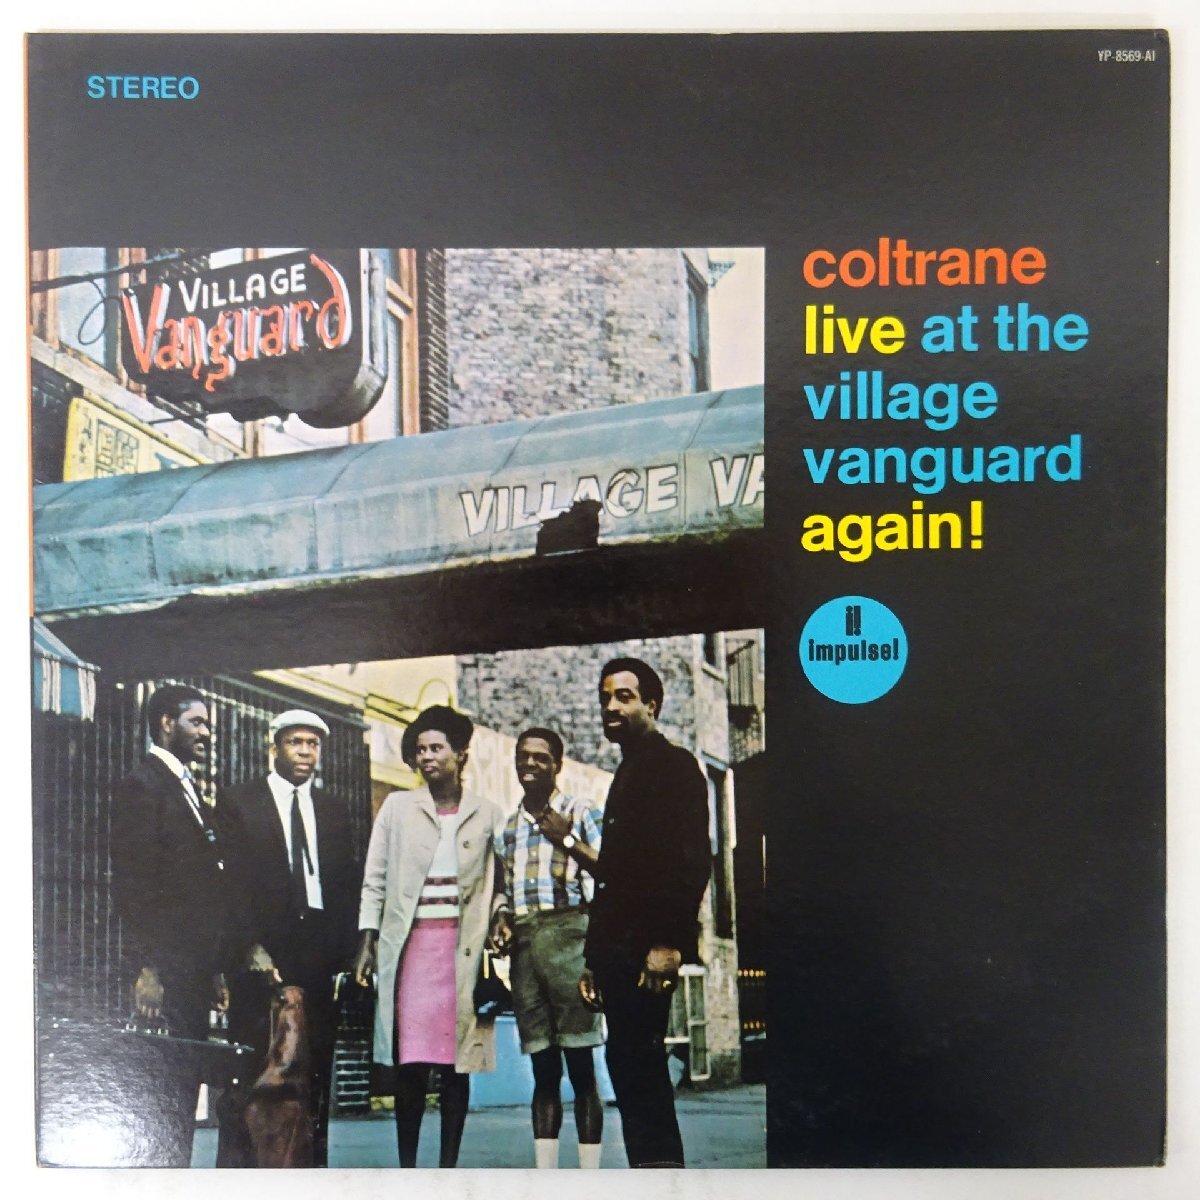 YP-8569-AI
STEREO
coltrane
live at the
village
vanguard
again!
i!
impulse!
VILLAGE
Vanguard
VILLAGE VA